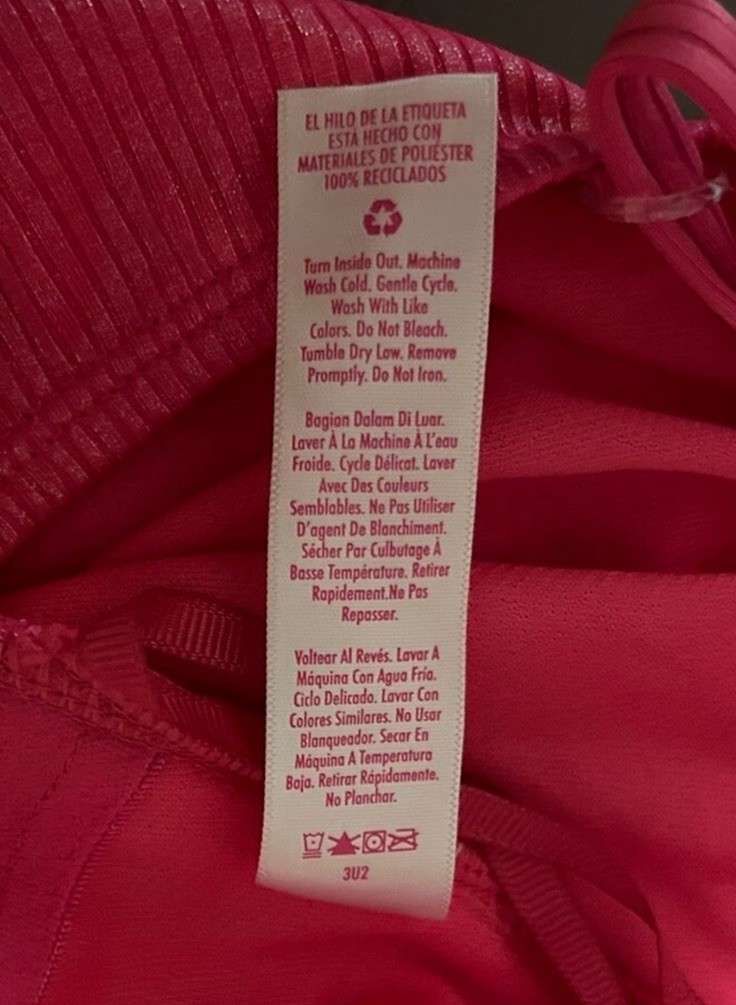 EL HILO DE LA ETIQUETA
ESTÁ HECHO CON
MATERIALES DE POLIÉSTER
100% RECICLADOS
Turn Inside Out. Machine
Wash Cold. Gentle Cycle.
Wash With Like
Colors. Do Not Bleach.
Tumble Dry Low. Remove
Promptly. Do Not Iron.
Bagian Dalam Di Luar.
Laver À La Machine À L'eau
Froide. Cycle Délicat. Laver
Avec Des Couleurs
Semblables. Ne Pas Utiliser
D'agent De Blanchiment.
Sécher Par Culbutage À
Basse Température. Retirer
Rapidement.Ne Pas
Repasser.
Voltear Al Revés. Lavar A
Máquina Con Agua Fría.
Ciclo Delicado. Lavar Con
Colores Similares. No Usar
Blanqueador. Secar En
Máquina A Temperatura
Baja. Retirar Rápidamente.
No Planchar.
3U2